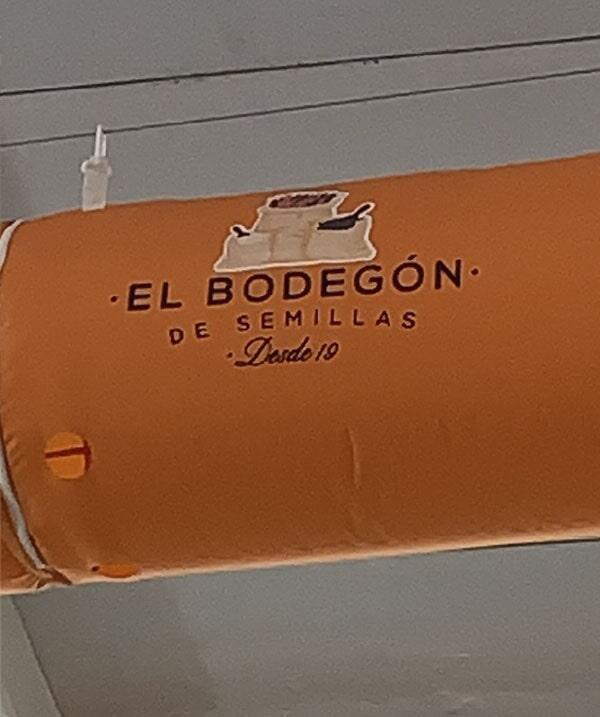 ·EL BODEGÓN·
DE SEMILLAS
·Desde 19